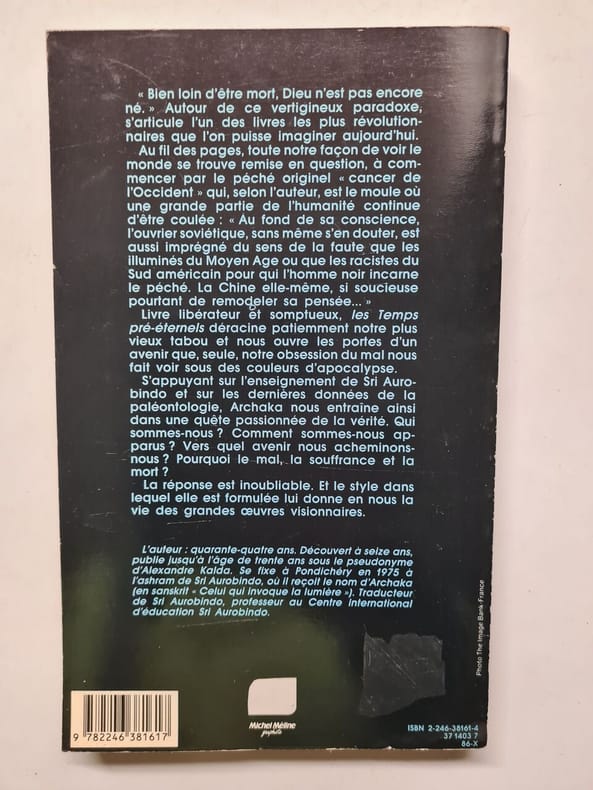 « Bien loin d'être mort, Dieu n'est pas encore
né. » Autour de ce vertigineux paradoxe,
s'articule l'un des livres les plus révolution-
naires que l'on puisse imaginer aujourd'hui.
Au fil des pages, toute notre façon de voir le
monde se trouve remise en question, à com-
mencer par le péché originel « cancer de
l'Occident » qui, selon l'auteur, est le moule où
une grande partie de l'humanité continue
d'être coulée : « Au fond de sa conscience,
l'ouvrier soviétique, sans même s'en douter, est
aussi imprégné du sens de la faute que les
illuminés du Moyen Age ou que les racistes du
Sud américain pour qui l'homme noir incarne
le péché. La Chine elle-même, si soucieuse
pourtant de remodeler sa pensée... »
Livre libérateur et somptueux, les Temps
pré-éternels déracine patiemment notre plus
vieux tabou et nous ouvre les portes d'un
avenir que, seule, notre obsession du mal nous
fait voir sous des couleurs d'apocalypse.
S'appuyant sur l'enseignement de Sri Auro-
bindo et sur les dernières données de la
paléontologie, Archaka nous entraîne ainsi
dans une quête passionnée de la vérité. Qui
sommes-nous ? Comment sommes-nous ap-
parus ? Vers quel avenir nous acheminons-
nous ? Pourquoi le mal, la souffrance et la
mort ?
La réponse est inoubliable. Et le style dans
lequel elle est formulée lui donne en nous la
vie des grandes œuvres visionnaires.
L'auteur : quarante-quatre ans. Découvert à seize ans,
publie jusqu'à l'âge de trente ans sous le pseudonyme
d'Alexandre Kalda. Se fixe à Pondichéry en 1975 à
l'ashram de Sri Aurobindo, où il reçoit le nom d'Archaka
(en sanskrit « Celui qui invoque la lumière »). Traducteur
de Sri Aurobindo, professeur au Centre international
d'éducation Sri Aurobindo.
Photo The Image Bank-France
Michel Méline
9 782246 381617
ISBN 2-246-38161-4
37 1403 7
86-X